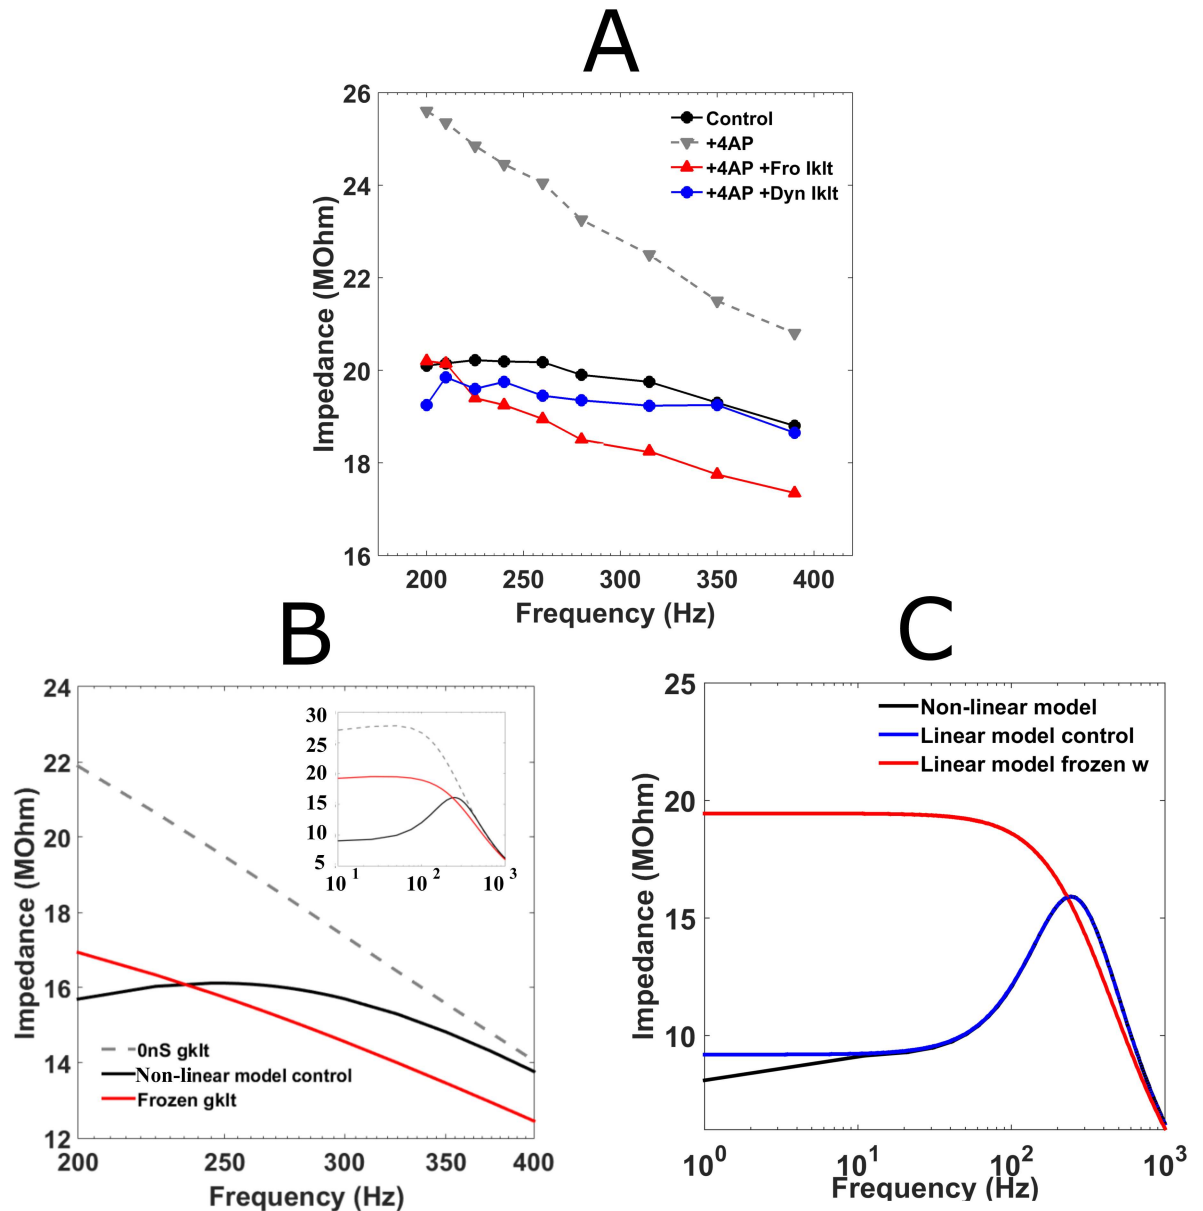 A
26
24
22
20
18
16
Impedance (MOhm)
Control
+4AP
+4AP +Fro Iklt
+4AP +Dyn Iklt
200 250 300 350 400
Frequency (Hz)
B
24
22
20
18
16
14
12
Impedance (MOhm)
30
25
20
15
10
5
10 1 10 2 10 3
0nS gklt
Non-linear model control
Frozen gklt
200 250 300 350 400
Frequency (Hz)
C
25
20
15
10
Impedance (MOhm)
Non-linear model
Linear model control
Linear model frozen w
10^0 10^1 10^2 10^3
Frequency (Hz)